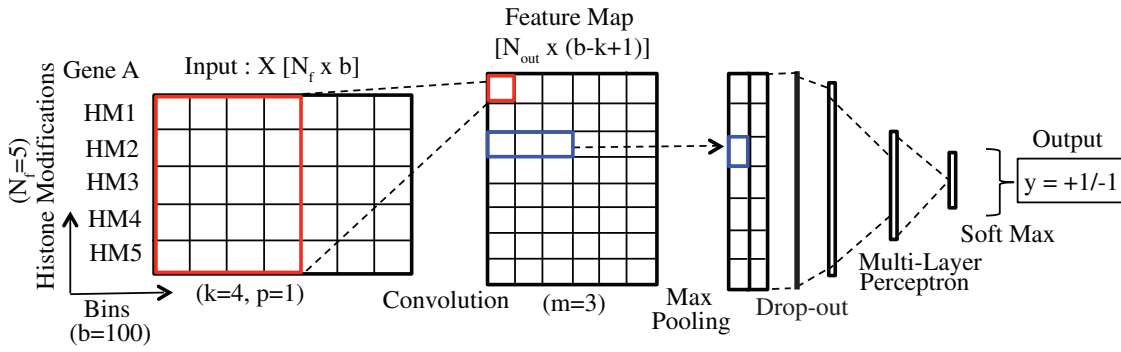 Feature Map
[N_out x (b-k+1)]
Gene A
Input : X [N_f x b]
Histone Modifications
(N_f=5)
HM1
HM2
HM3
HM4
HM5
Bins
(b=100)
(k=4, p=1)
Convolution
(m=3)
Max
Pooling
Drop-out
Multi-Layer
Perceptron
Soft Max
Output
y = +1/-1